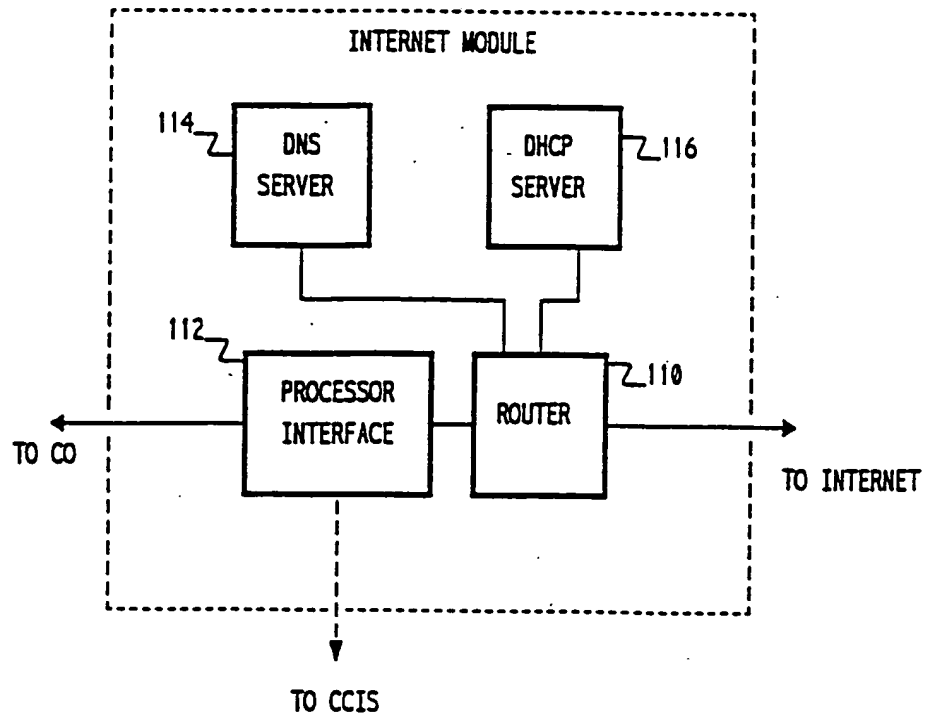 INTERNET MODULE
114
DNS
SERVER
DHCP
SERVER
116
112
PROCESSOR
INTERFACE
ROUTER
110
TO CO
TO INTERNET
TO CCIS